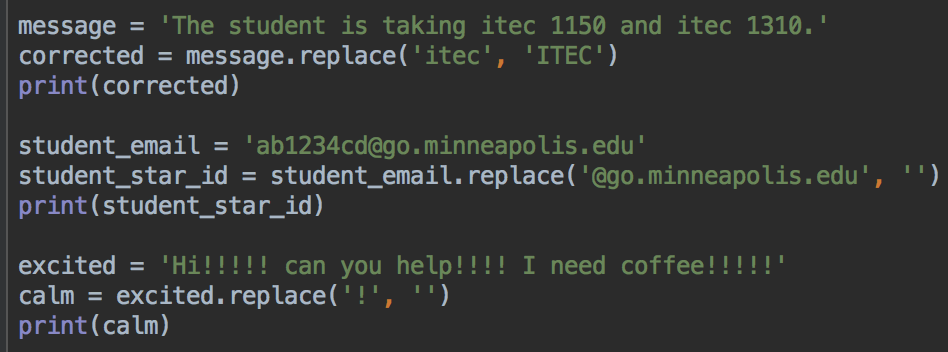 message = 'The student is taking itec 1150 and itec 1310.'
corrected = message.replace('itec', 'ITEC')
print(corrected)
student_email = 'ab1234cd@go.minneapolis.edu'
student_star_id = student_email.replace('@go.minneapolis.edu', '')
print(student_star_id)
excited = 'Hi!!!!! can you help!!!! I need coffee!!!!!'
calm = excited.replace('!', '')
print(calm)